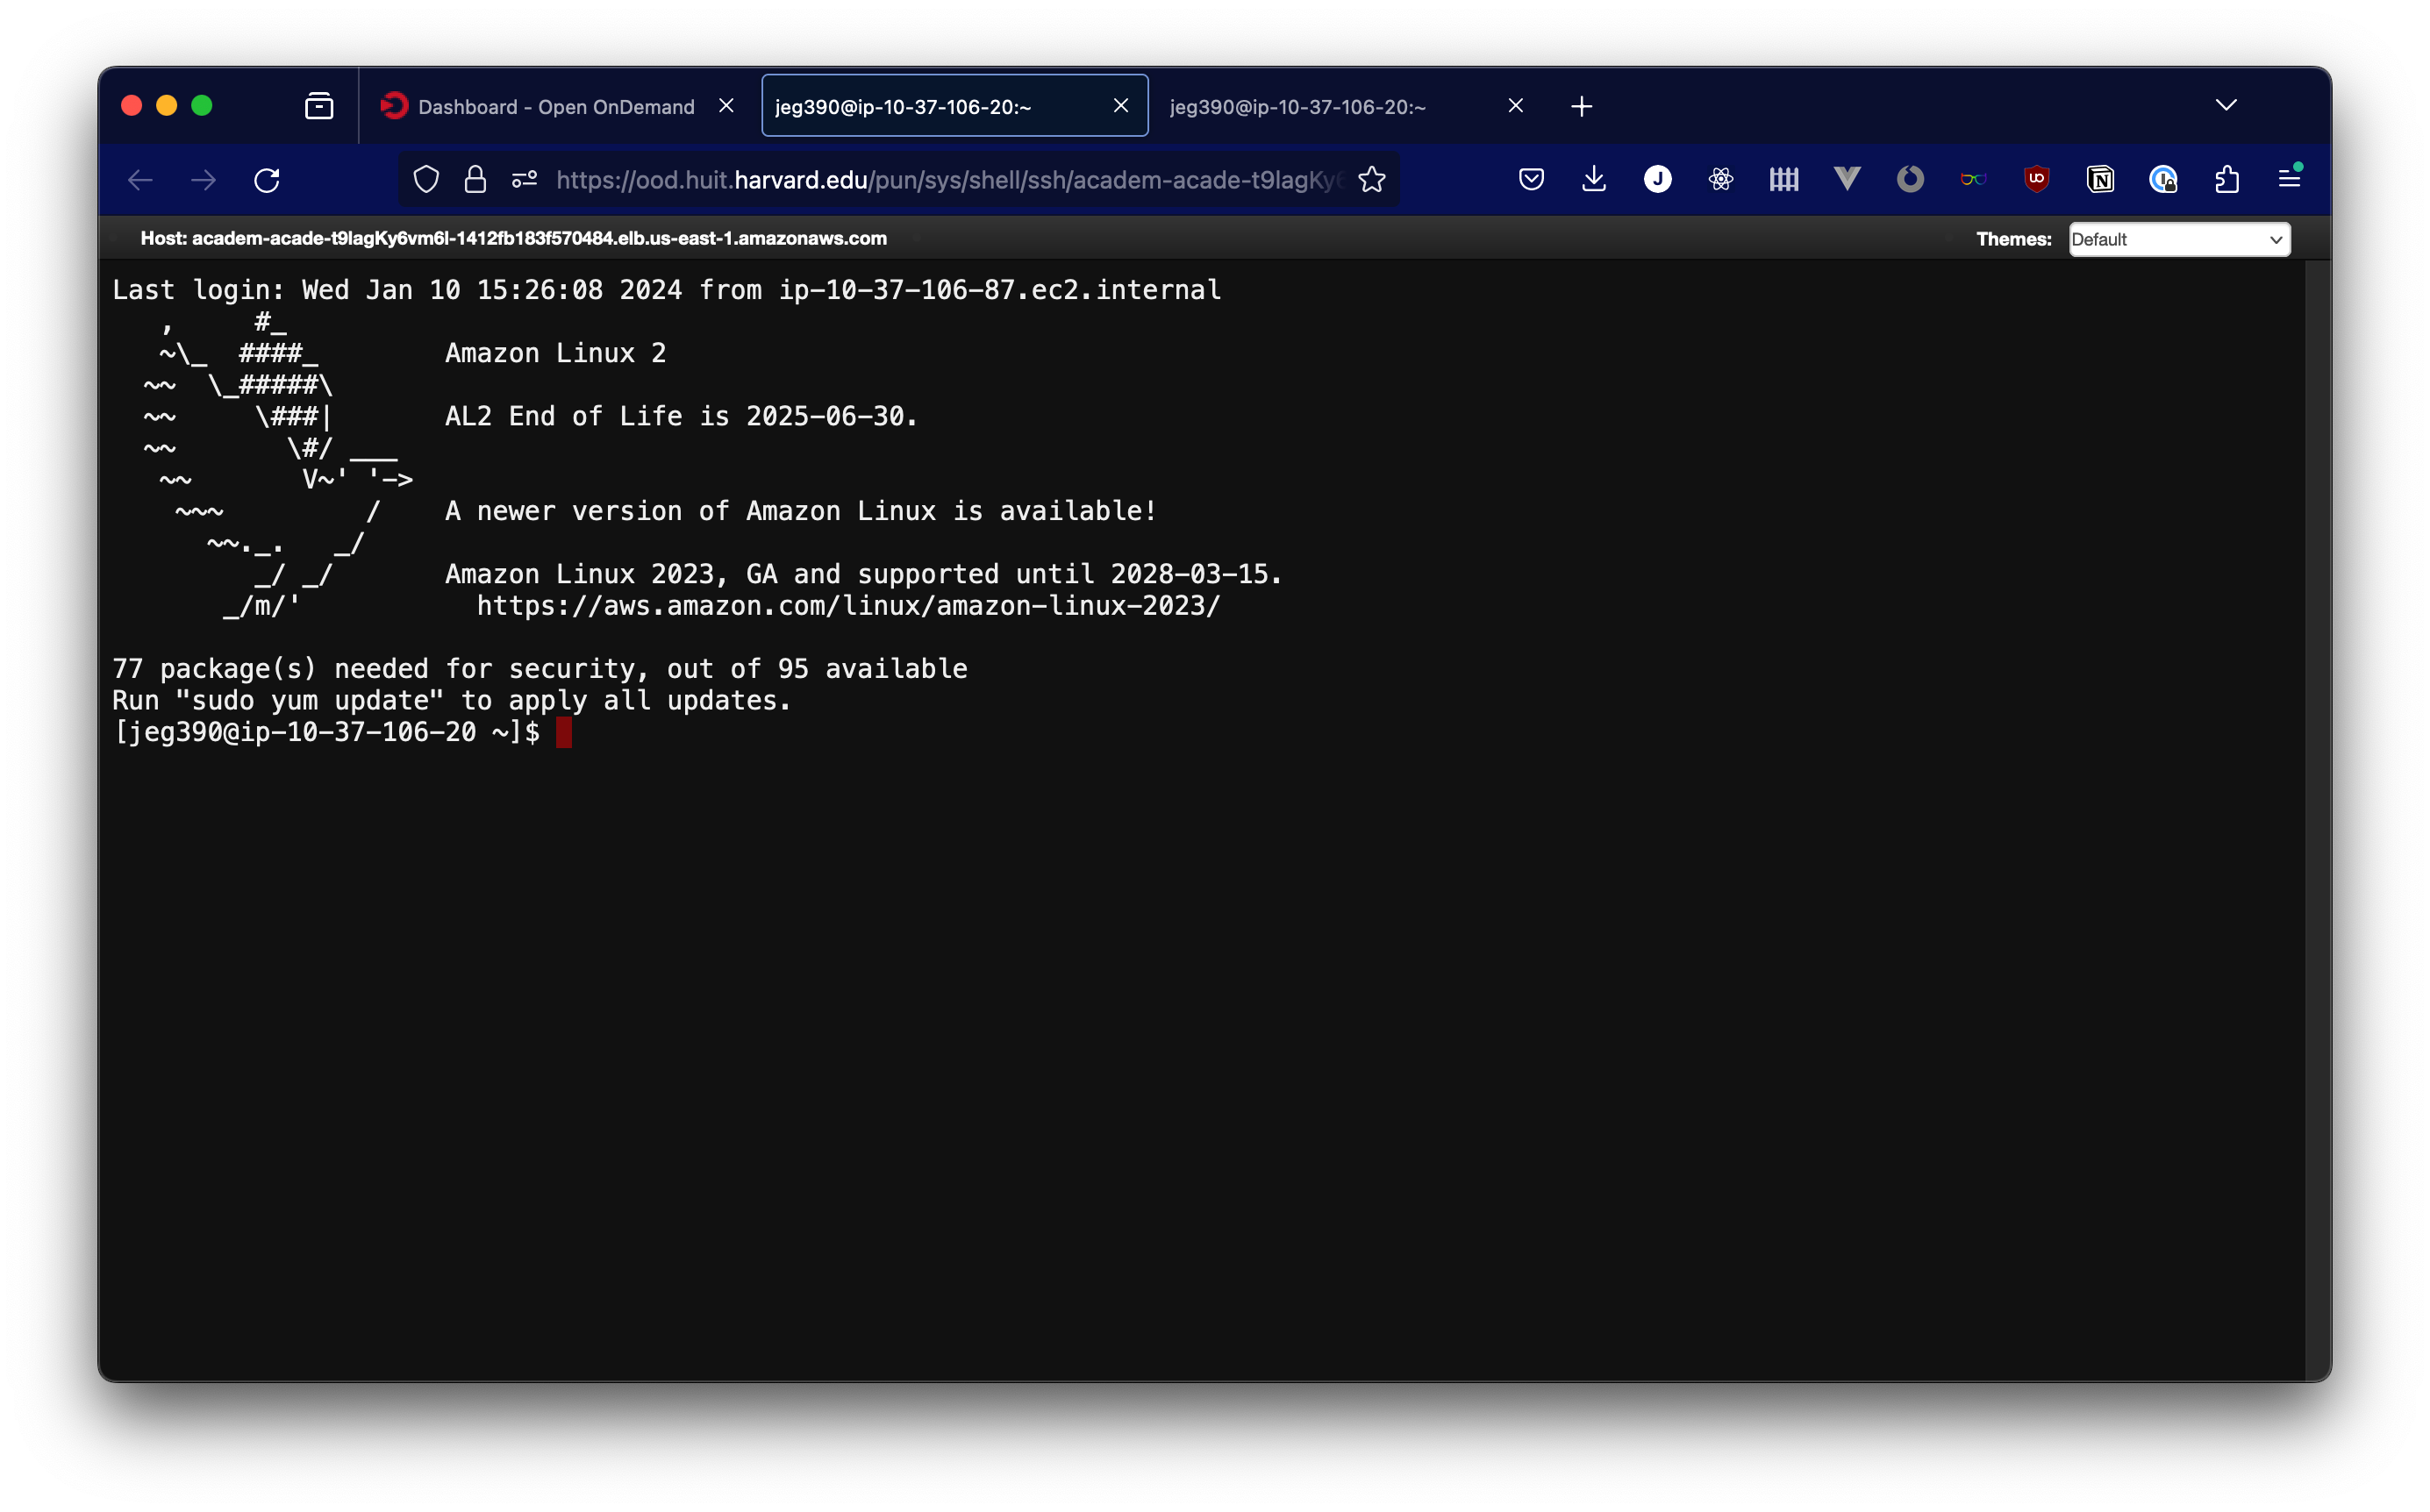 Dashboard - Open OnDemand
jeg390@ip-10-37-106-20:~
jeg390@ip-10-37-106-20:~
https://ood.huit.harvard.edu/pun/sys/shell/ssh/academ-acade-t9lagKy6
Host: academ-acade-t9lagKy6vm6l-1412fb183f570484.elb.us-east-1.amazonaws.com
Themes: Default
Last login: Wed Jan 10 15:26:08 2024 from ip-10-37-106-87.ec2.internal
   ,     #_
   ~\_  ####_        Amazon Linux 2
  ~~  \_#####\
  ~~     \###|       AL2 End of Life is 2025-06-30.
  ~~       \#/ ___
   ~~       V~' '->
    ~~~         /    A newer version of Amazon Linux is available!
      ~~._.   _/
         _/ _/       Amazon Linux 2023, GA and supported until 2028-03-15.
       _/m/'           https://aws.amazon.com/linux/amazon-linux-2023/
77 package(s) needed for security, out of 95 available
Run "sudo yum update" to apply all updates.
[jeg390@ip-10-37-106-20 ~]$